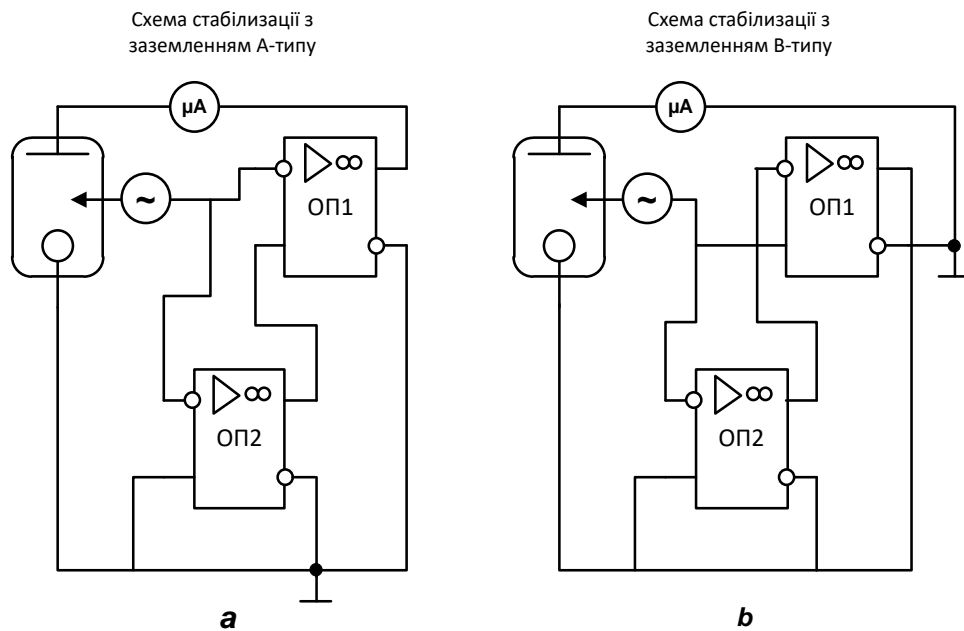 Схема стабілизації з
заземленням А-типу
Схема стабілизації з
заземленням В-типу
μA
~
∞
ОП1
∞
ОП2
a
μA
~
∞
ОП1
∞
ОП2
b